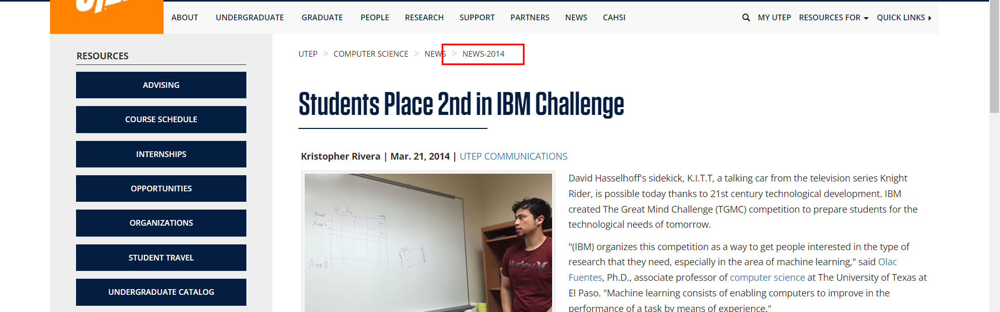 ABOUT UNDERGRADUATE GRADUATE PEOPLE RESEARCH SUPPORT PARTNERS NEWS CAHSI MY UTEP RESOURCES FOR QUICK LINKS
RESOURCES
ADVISING
COURSE SCHEDULE
INTERNSHIPS
OPPORTUNITIES
ORGANIZATIONS
STUDENT TRAVEL
UNDERGRADUATE CATALOG
UTEP > COMPUTER SCIENCE > NEWS > NEWS-2014
Students Place 2nd in IBM Challenge
Kristopher Rivera | Mar. 21, 2014 | UTEP COMMUNICATIONS
Hurley
David Hasselhoff's sidekick, K.I.T.T, a talking car from the television series Knight
Rider, is possible today thanks to 21st century technological development. IBM
created The Great Mind Challenge (TGMC) competition to prepare students for the
technological needs of tomorrow.
"(IBM) organizes this competition as a way to get people interested in the type of
research that they need, especially in the area of machine learning," said Olac
Fuentes, Ph.D., associate professor of computer science at The University of Texas at
El Paso. "Machine learning consists of enabling computers to improve in the
performance of a task by means of experience."